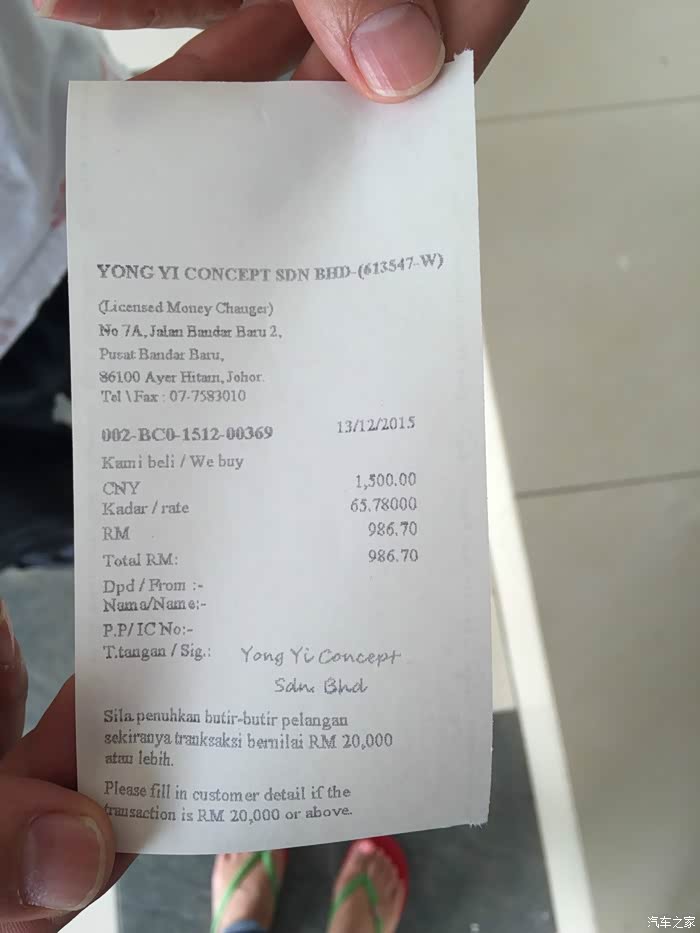 YONG YI CONCEPT SDN BHD-(613547-W)
(Licensed Money Changer)
No 7A, Jalan Bandar Baru 2,
Pusat Bandar Baru,
86100 Ayer Hitam, Johor.
Tel \ Fax : 07-7583010
002-BC0-1512-00369 13/12/2015
Kami beli / We buy
CNY 1,500.00
Kadar / rate 65.78000
RM 986.70
Total RM: 986.70
Dpd / From :-
Nama/Name:-
P.P/ IC No:-
T.tangan / Sig.: Yong Yi Concept
Sdn. Bhd
Sila penuhkan butir-butir pelangan
sekiranya tranksaksi bernilai RM 20,000
atau lebih.
Please fill in customer detail if the
transaction is RM 20,000 or above.
汽车之家